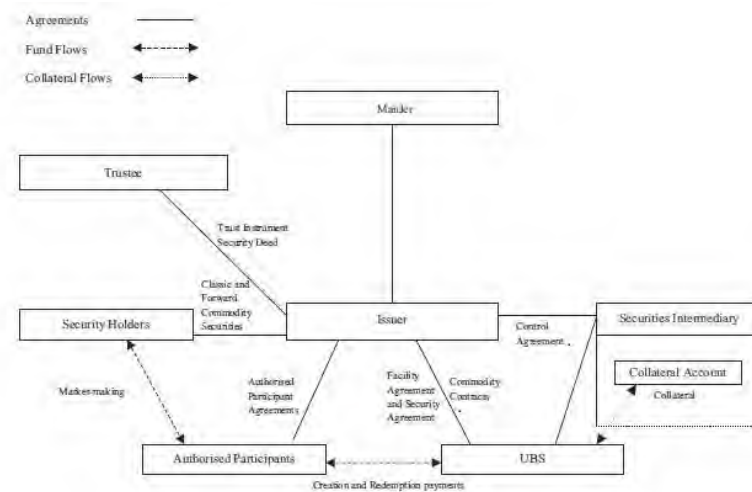 Agreements
Fund Flows
Collateral Flows
Trustee
Trust Instrument
Security Deed
Classic and
Forward
Commodity
Securities
Security Holders
Issuer
Securities Intermediary
Control
Agreement
Collateral Account
Collateral
Market-making
Authorised
Participant
Agreements
Facility
Agreement
and Security
Agreement
Commodity
Contracts
Authorised Participants
UBS
Creation and Redemption payments